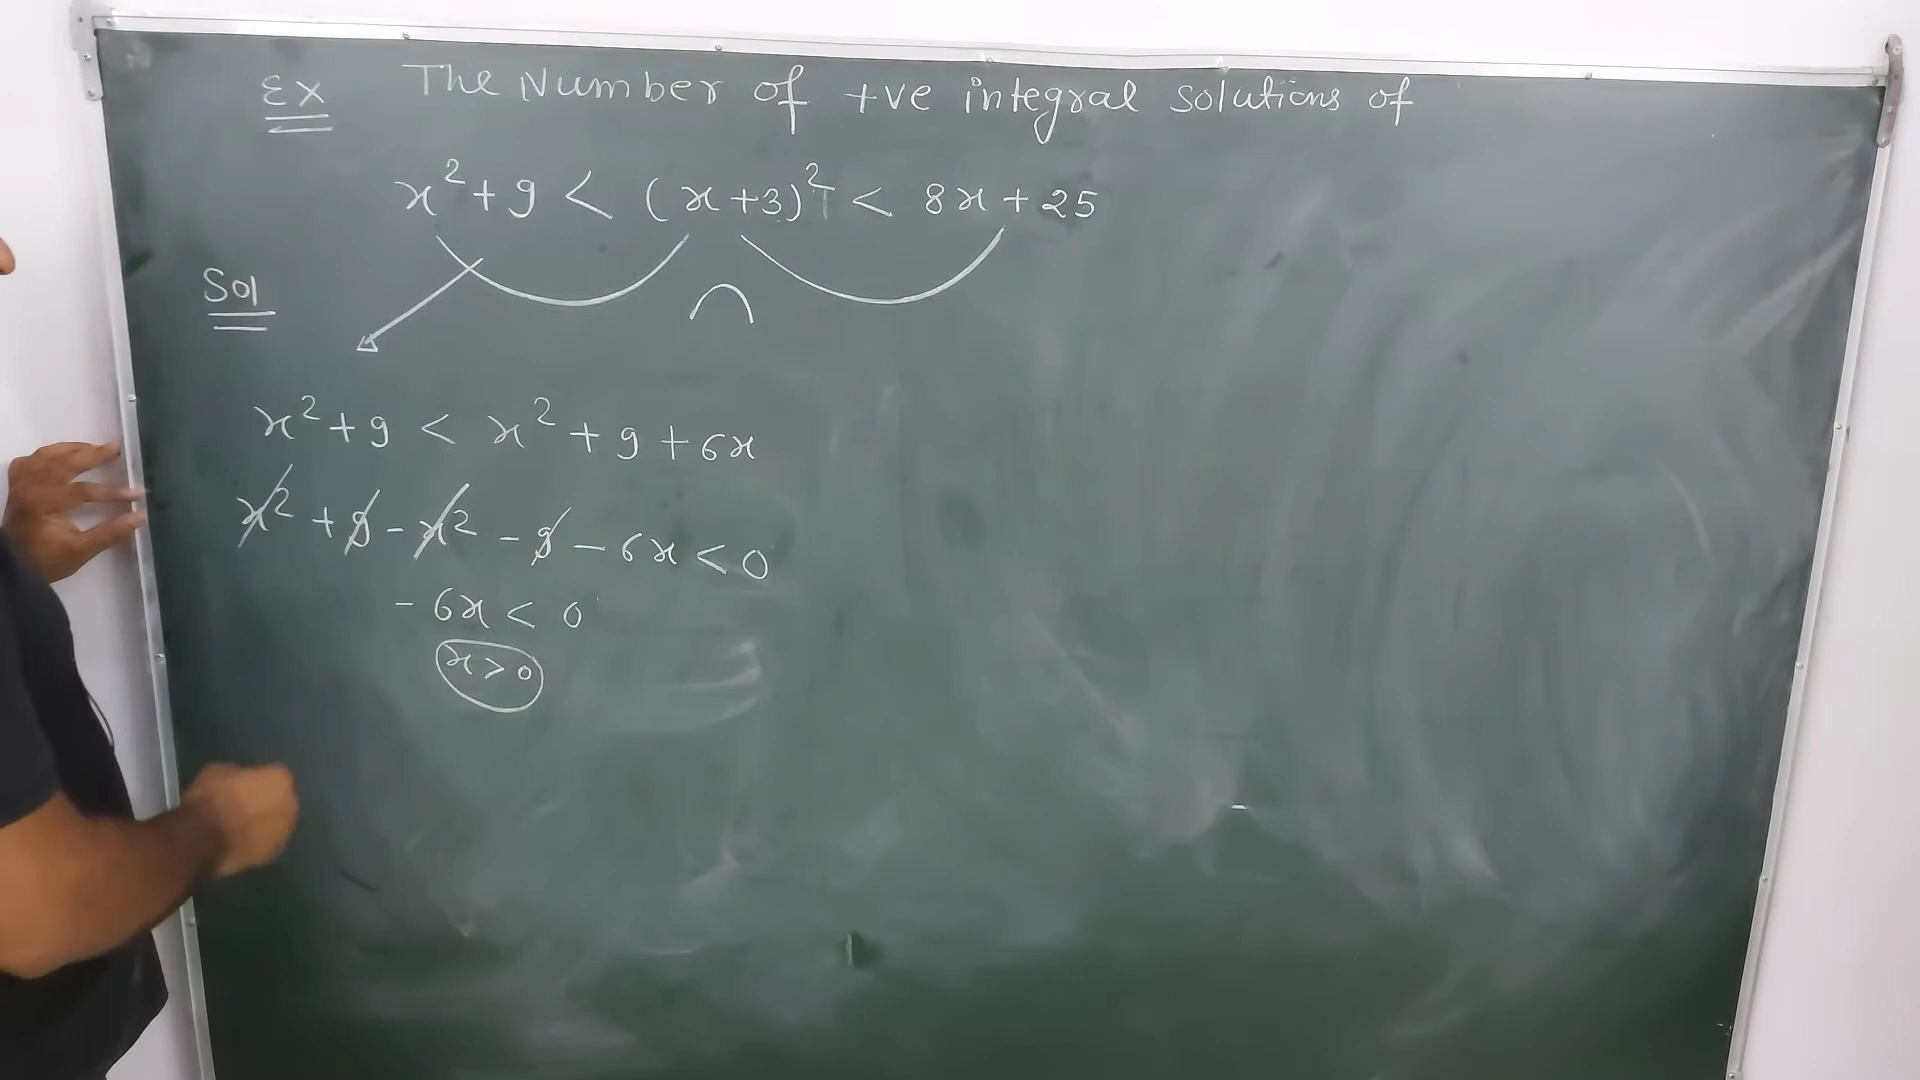 Ex The Number of +ve integral solutions of
x² + 9 < (x + 3)² < 8x + 25
Sol
∩
x² + 9 < x² + 9 + 6x
x² + 9 - x² - 9 - 6x < 0
- 6x < 0
x > 0